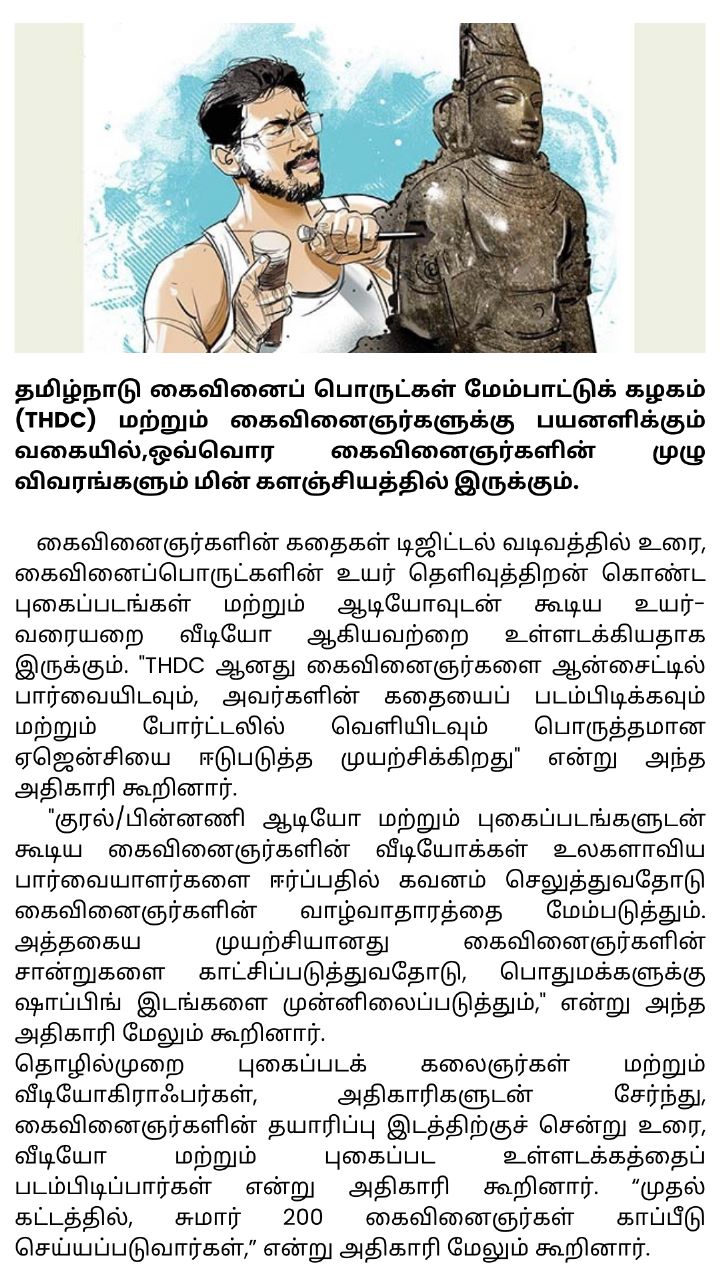 தமிழ்நாடு கைவினைப் பொருட்கள் மேம்பாட்டுக் கழகம்
(THDC) மற்றும் கைவினைஞர்களுக்கு பயனளிக்கும்
வகையில்,ஒவ்வொர கைவினைஞர்களின் முழு
விவரங்களும் மின் களஞ்சியத்தில் இருக்கும்.
கைவினைஞர்களின் கதைகள் டிஜிட்டல் வடிவத்தில் உரை,
கைவினைப்பொருட்களின் உயர் தெளிவுத்திறன் கொண்ட
புகைப்படங்கள் மற்றும் ஆடியோவுடன் கூடிய உயர்-
வரையறை வீடியோ ஆகியவற்றை உள்ளடக்கியதாக
இருக்கும். "THDC ஆனது கைவினைஞர்களை ஆன்சைட்டில்
பார்வையிடவும், அவர்களின் கதையைப் படம்பிடிக்கவும்
மற்றும் போர்ட்டலில் வெளியிடவும் பொருத்தமான
ஏஜென்சியை ஈடுபடுத்த முயற்சிக்கிறது" என்று அந்த
அதிகாரி கூறினார்.
"குரல்/பின்னணி ஆடியோ மற்றும் புகைப்படங்களுடன்
கூடிய கைவினைஞர்களின் வீடியோக்கள் உலகளாவிய
பார்வையாளர்களை ஈர்ப்பதில் கவனம் செலுத்துவதோடு
கைவினைஞர்களின் வாழ்வாதாரத்தை மேம்படுத்தும்.
அத்தகைய முயற்சியானது கைவினைஞர்களின்
சான்றுகளை காட்சிப்படுத்துவதோடு, பொதுமக்களுக்கு
ஷாப்பிங் இடங்களை முன்னிலைப்படுத்தும்," என்று அந்த
அதிகாரி மேலும் கூறினார்.
தொழில்முறை புகைப்படக் கலைஞர்கள் மற்றும்
வீடியோகிராஃபர்கள், அதிகாரிகளுடன் சேர்ந்து,
கைவினைஞர்களின் தயாரிப்பு இடத்திற்குச் சென்று உரை,
வீடியோ மற்றும் புகைப்பட உள்ளடக்கத்தைப்
படம்பிடிப்பார்கள் என்று அதிகாரி கூறினார். “முதல்
கட்டத்தில், சுமார் 200 கைவினைஞர்கள் காப்பீடு
செய்யப்படுவார்கள்,” என்று அதிகாரி மேலும் கூறினார்.